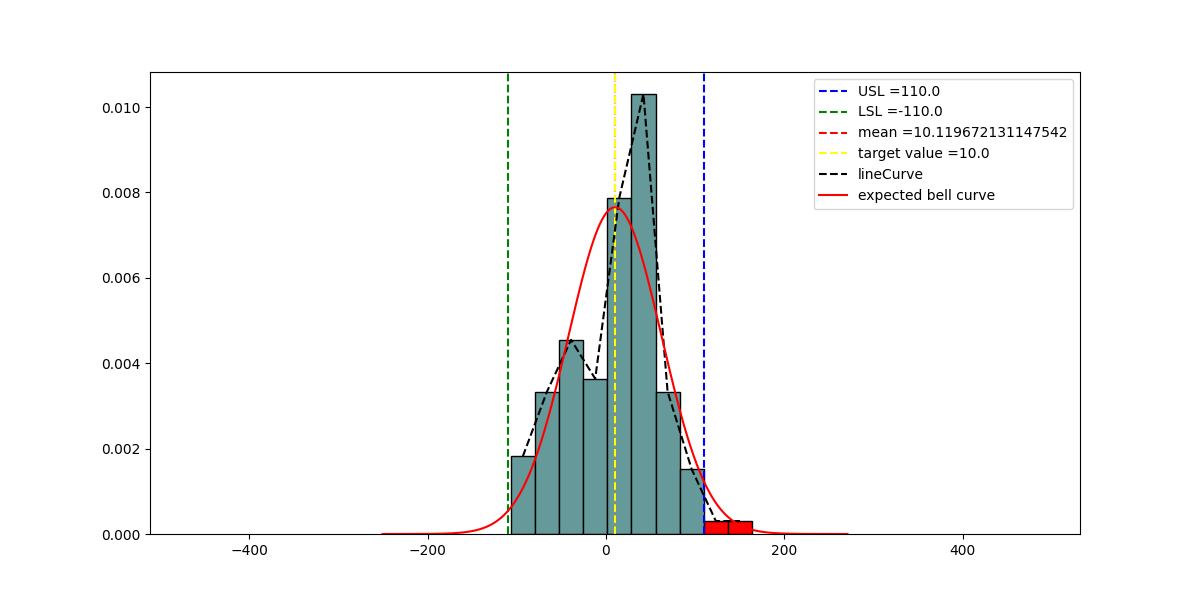 USL =110.0
LSL =-110.0
mean =10.119672131147542
target value =10.0
lineCurve
expected bell curve
0.010
0.008
0.006
0.004
0.002
0.000
−400 −200 0 200 400